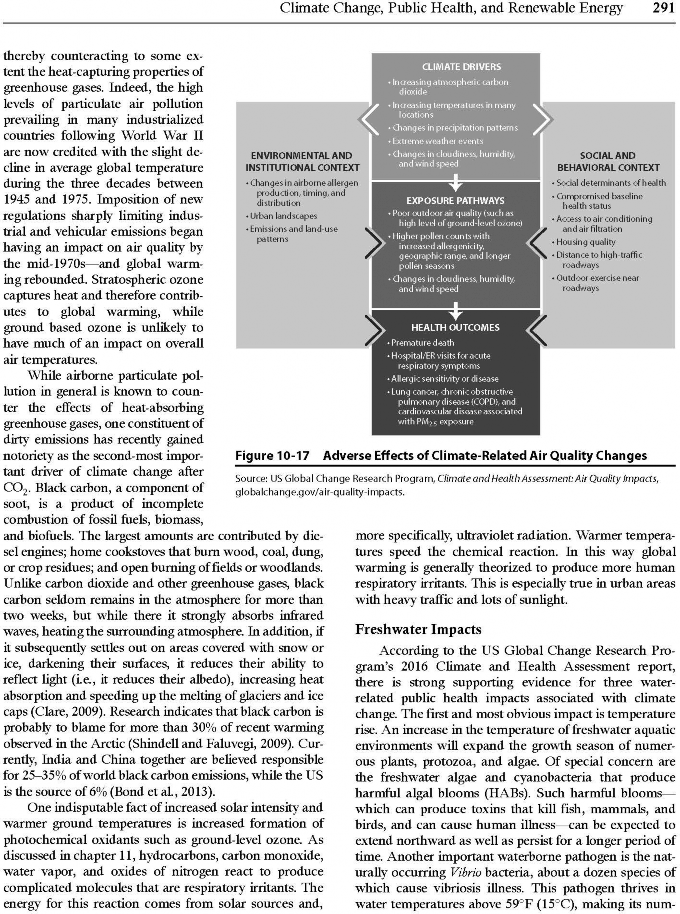 Climate Change, Public Health, and Renewable Energy 291
thereby counteracting to some ex-
tent the heat-capturing properties of
greenhouse gases. Indeed, the high
levels of particulate air pollution
prevailing in many industrialized
countries following World War II
are now credited with the slight de-
cline in average global temperature
during the three decades between
1945 and 1975. Imposition of new
regulations sharply limiting indus-
trial and vehicular emissions began
having an impact on air quality by
the mid-1970s—and global warm-
ing rebounded. Stratospheric ozone
captures heat and therefore contrib-
utes to global warming, while
ground based ozone is unlikely to
have much of an impact on overall
air temperatures.
While airborne particulate pol-
lution in general is known to coun-
ter the effects of heat-absorbing
greenhouse gases, one constituent of
dirty emissions has recently gained
notoriety as the second-most impor-
tant driver of climate change after
CO₂. Black carbon, a component of
soot, is a product of incomplete
combustion of fossil fuels, biomass,
and biofuels. The largest amounts are contributed by die-
sel engines; home cookstoves that burn wood, coal, dung,
or crop residues; and open burning of fields or woodlands.
Unlike carbon dioxide and other greenhouse gases, black
carbon seldom remains in the atmosphere for more than
two weeks, but while there it strongly absorbs infrared
waves, heating the surrounding atmosphere. In addition, if
it subsequently settles out on areas covered with snow or
ice, darkening their surfaces, it reduces their ability to
reflect light (i.e., it reduces their albedo), increasing heat
absorption and speeding up the melting of glaciers and ice
caps (Clare, 2009). Research indicates that black carbon is
probably to blame for more than 30% of recent warming
observed in the Arctic (Shindell and Faluvegi, 2009). Cur-
rently, India and China together are believed responsible
for 25–35% of world black carbon emissions, while the US
is the source of 6% (Bond et al., 2013).
One indisputable fact of increased solar intensity and
warmer ground temperatures is increased formation of
photochemical oxidants such as ground-level ozone. As
discussed in chapter 11, hydrocarbons, carbon monoxide,
water vapor, and oxides of nitrogen react to produce
complicated molecules that are respiratory irritants. The
energy for this reaction comes from solar sources and,
ENVIRONMENTAL AND
INSTITUTIONAL CONTEXT
• Changes in airborne allergen
production, timing, and
distribution
• Urban landscapes
• Emissions and land-use
patterns
CLIMATE DRIVERS
• Increasing atmospheric carbon
dioxide
• Increasing temperatures in many
locations
• Changes in precipitation patterns
• Extreme weather events
• Changes in cloudiness, humidity,
and wind speed
EXPOSURE PATHWAYS
• Poor outdoor air quality (such as
high level of ground-level ozone)
• Higher pollen counts with
increased allergenicity,
geographic range, and longer
pollen seasons
• Changes in cloudiness, humidity,
and wind speed
HEALTH OUTCOMES
• Premature death
• Hospital/ER visits for acute
respiratory symptoms
• Allergic sensitivity or disease
• Lung cancer, chronic obstructive
pulmonary disease (COPD), and
cardiovascular disease associated
with PM₂.₅ exposure
SOCIAL AND
BEHAVIORAL CONTEXT
• Social determinants of health
• Compromised baseline
health status
• Access to air conditioning
and air filtration
• Housing quality
• Distance to high-traffic
roadways
• Outdoor exercise near
roadways
Figure 10-17 Adverse Effects of Climate-Related Air Quality Changes
Source: US Global Change Research Program, Climate and Health Assessment: Air Quality Impacts,
globalchange.gov/air-quality-impacts.
more specifically, ultraviolet radiation. Warmer tempera-
tures speed the chemical reaction. In this way global
warming is generally theorized to produce more human
respiratory irritants. This is especially true in urban areas
with heavy traffic and lots of sunlight.
Freshwater Impacts
According to the US Global Change Research Pro-
gram’s 2016 Climate and Health Assessment report,
there is strong supporting evidence for three water-
related public health impacts associated with climate
change. The first and most obvious impact is temperature
rise. An increase in the temperature of freshwater aquatic
environments will expand the growth season of numer-
ous plants, protozoa, and algae. Of special concern are
the freshwater algae and cyanobacteria that produce
harmful algal blooms (HABs). Such harmful blooms—
which can produce toxins that kill fish, mammals, and
birds, and can cause human illness—can be expected to
extend northward as well as persist for a longer period of
time. Another important waterborne pathogen is the nat-
urally occurring Vibrio bacteria, about a dozen species of
which cause vibriosis illness. This pathogen thrives in
water temperatures above 59°F (15°C), making its num-